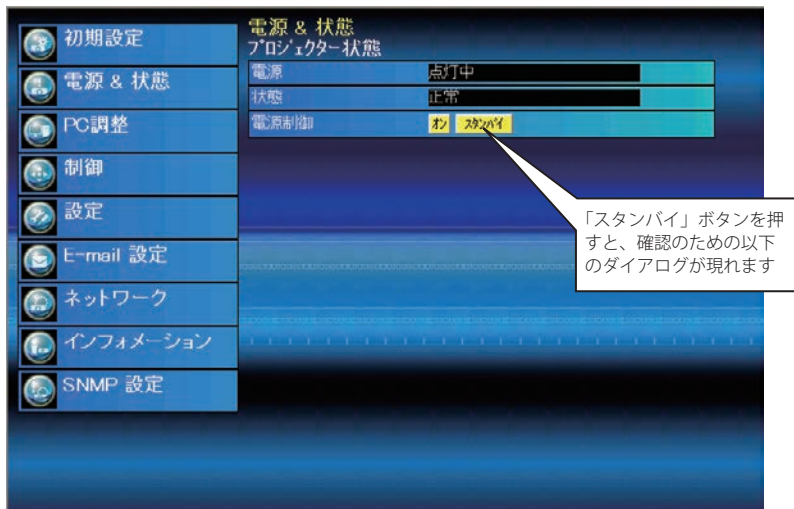 初期設定
電源 & 状態
PC調整
制御
設定
E-mail 設定
ネットワーク
インフォメーション
SNMP 設定
電源 & 状態
プロジェクター状態
電源 点灯中
状態 正常
電源制御 オン スタンバイ
「スタンバイ」ボタンを押
すと、確認のための以下
のダイアログが現れます